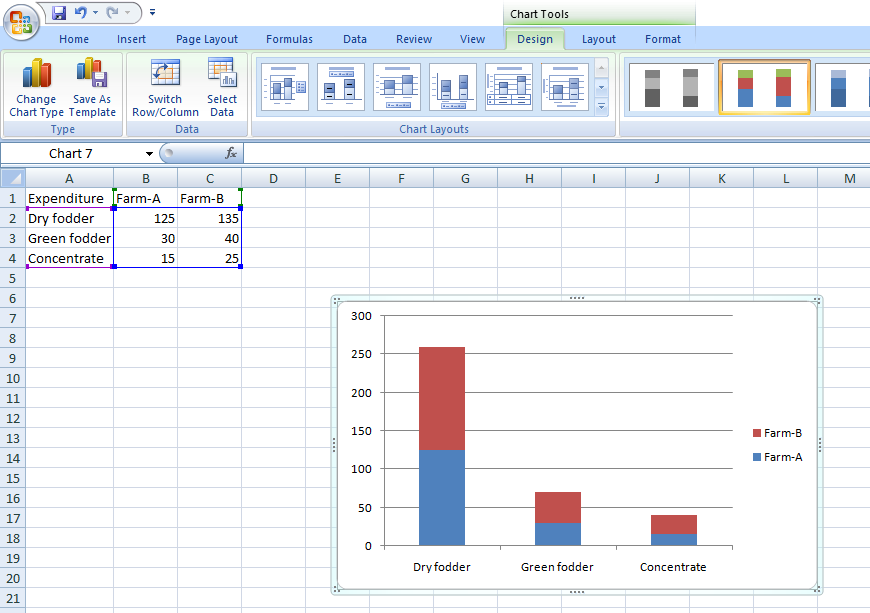 Chart Tools
Home Insert Page Layout Formulas Data Review View Design Layout Format
Change Chart Type
Save As Template
Switch Row/Column
Select Data
Type Data Chart Layouts
Chart 7 fx
A B C D E F G H I J K L M
1 Expenditure Farm-A Farm-B
2 Dry fodder 125 135
3 Green fodder 30 40
4 Concentrate 15 25
5
6
7
8
9
10
11
12
13
14
15
16
17
18
19
20
21
300
250
200
150
100
50
0
Farm-B
Farm-A
Dry fodder Green fodder Concentrate